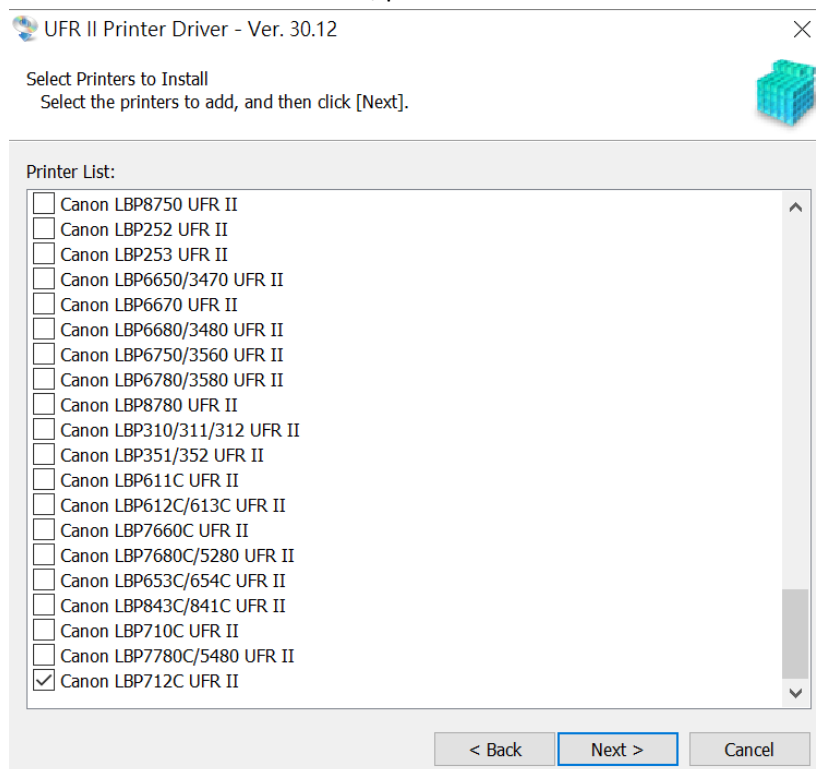 UFR II Printer Driver - Ver. 30.12
Select Printers to Install
Select the printers to add, and then click [Next].
Printer List:
Canon LBP8750 UFR II
Canon LBP252 UFR II
Canon LBP253 UFR II
Canon LBP6650/3470 UFR II
Canon LBP6670 UFR II
Canon LBP6680/3480 UFR II
Canon LBP6750/3560 UFR II
Canon LBP6780/3580 UFR II
Canon LBP8780 UFR II
Canon LBP310/311/312 UFR II
Canon LBP351/352 UFR II
Canon LBP611C UFR II
Canon LBP612C/613C UFR II
Canon LBP7660C UFR II
Canon LBP7680C/5280 UFR II
Canon LBP653C/654C UFR II
Canon LBP843C/841C UFR II
Canon LBP710C UFR II
Canon LBP7780C/5480 UFR II
Canon LBP712C UFR II
< Back Next > Cancel